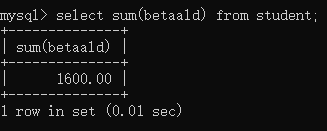 mysql> select sum(betaald) from student;
+--------------+
| sum(betaald) |
+--------------+
|      1600.00 |
+--------------+
1 row in set (0.01 sec)